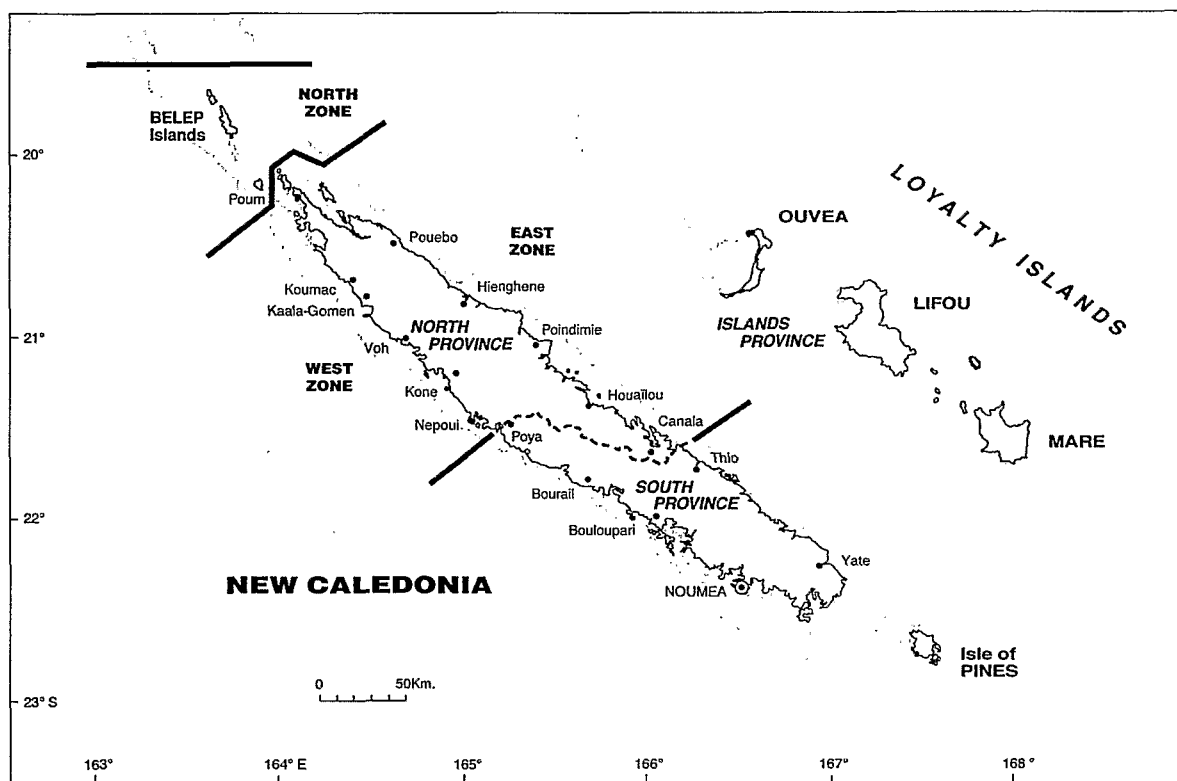 NORTH
ZONE
BELEP
Islands
20°
Poum
LOYALTY ISLANDS
OUVEA
EAST
ZONE
Pouebo
Koumac
Hienghene
Kaala-Gomen
LIFOU
NORTH
PROVINCE
Poindimie
ISLANDS
PROVINCE
21°
Voh
WEST
ZONE
Kone
Houaïlou
Nepoui
Poya
Canala
MARE
Thio
Bourail
SOUTH
PROVINCE
22°
Bouloupari
Yate
NEW CALEDONIA
NOUMEA
Isle of
PINES
0 50Km.
23° S
163° 164° E 165° 166° 167° 168°